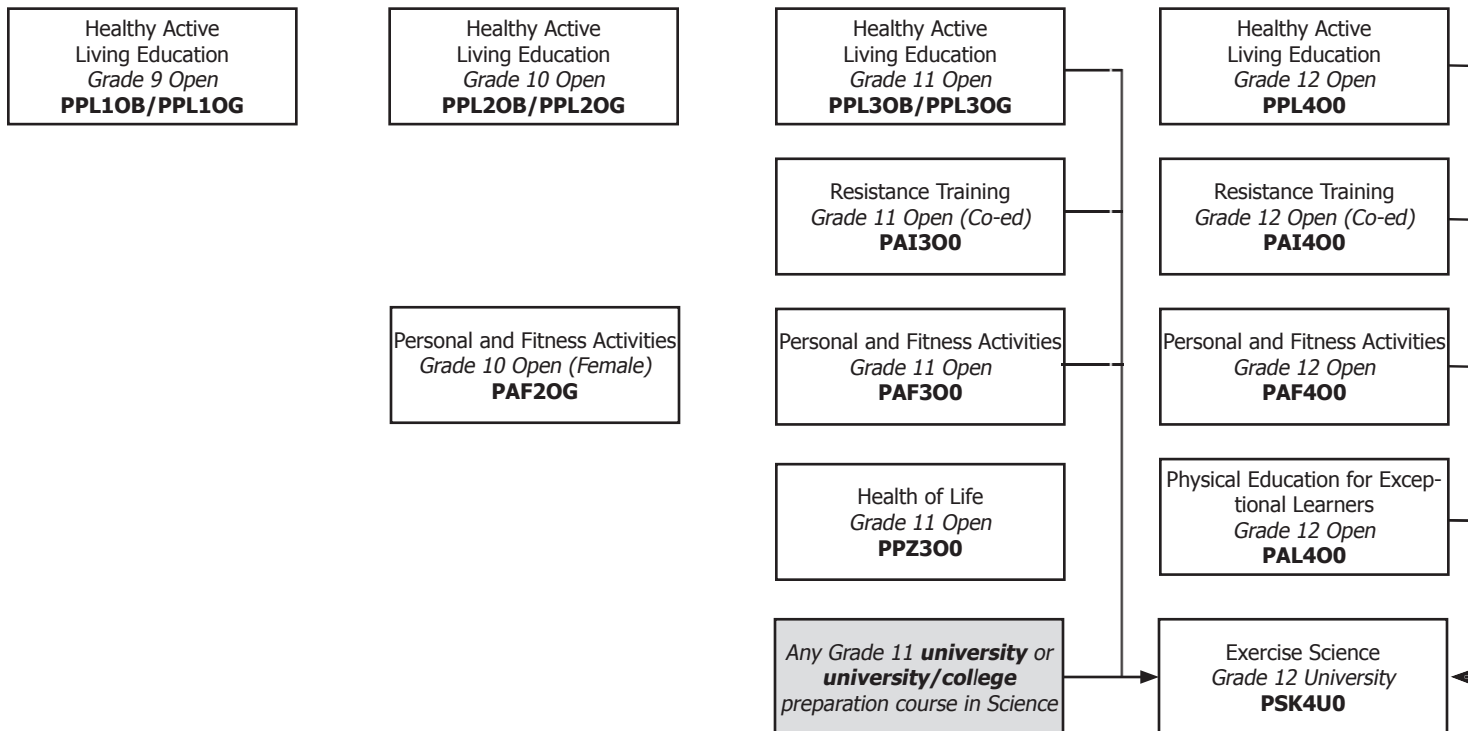 Healthy Active
Living Education
Grade 9 Open
PPL1OB/PPL1OG
Healthy Active
Living Education
Grade 10 Open
PPL2OB/PPL2OG
Healthy Active
Living Education
Grade 11 Open
PPL3OB/PPL3OG
Healthy Active
Living Education
Grade 12 Open
PPL4O0
Resistance Training
Grade 11 Open (Co-ed)
PAI3O0
Resistance Training
Grade 12 Open (Co-ed)
PAI4O0
Personal and Fitness Activities
Grade 10 Open (Female)
PAF2OG
Personal and Fitness Activities
Grade 11 Open
PAF3O0
Personal and Fitness Activities
Grade 12 Open
PAF4O0
Health of Life
Grade 11 Open
PPZ3O0
Physical Education for Excep-
tional Learners
Grade 12 Open
PAL4O0
Any Grade 11 university or
university/college
preparation course in Science
Exercise Science
Grade 12 University
PSK4U0